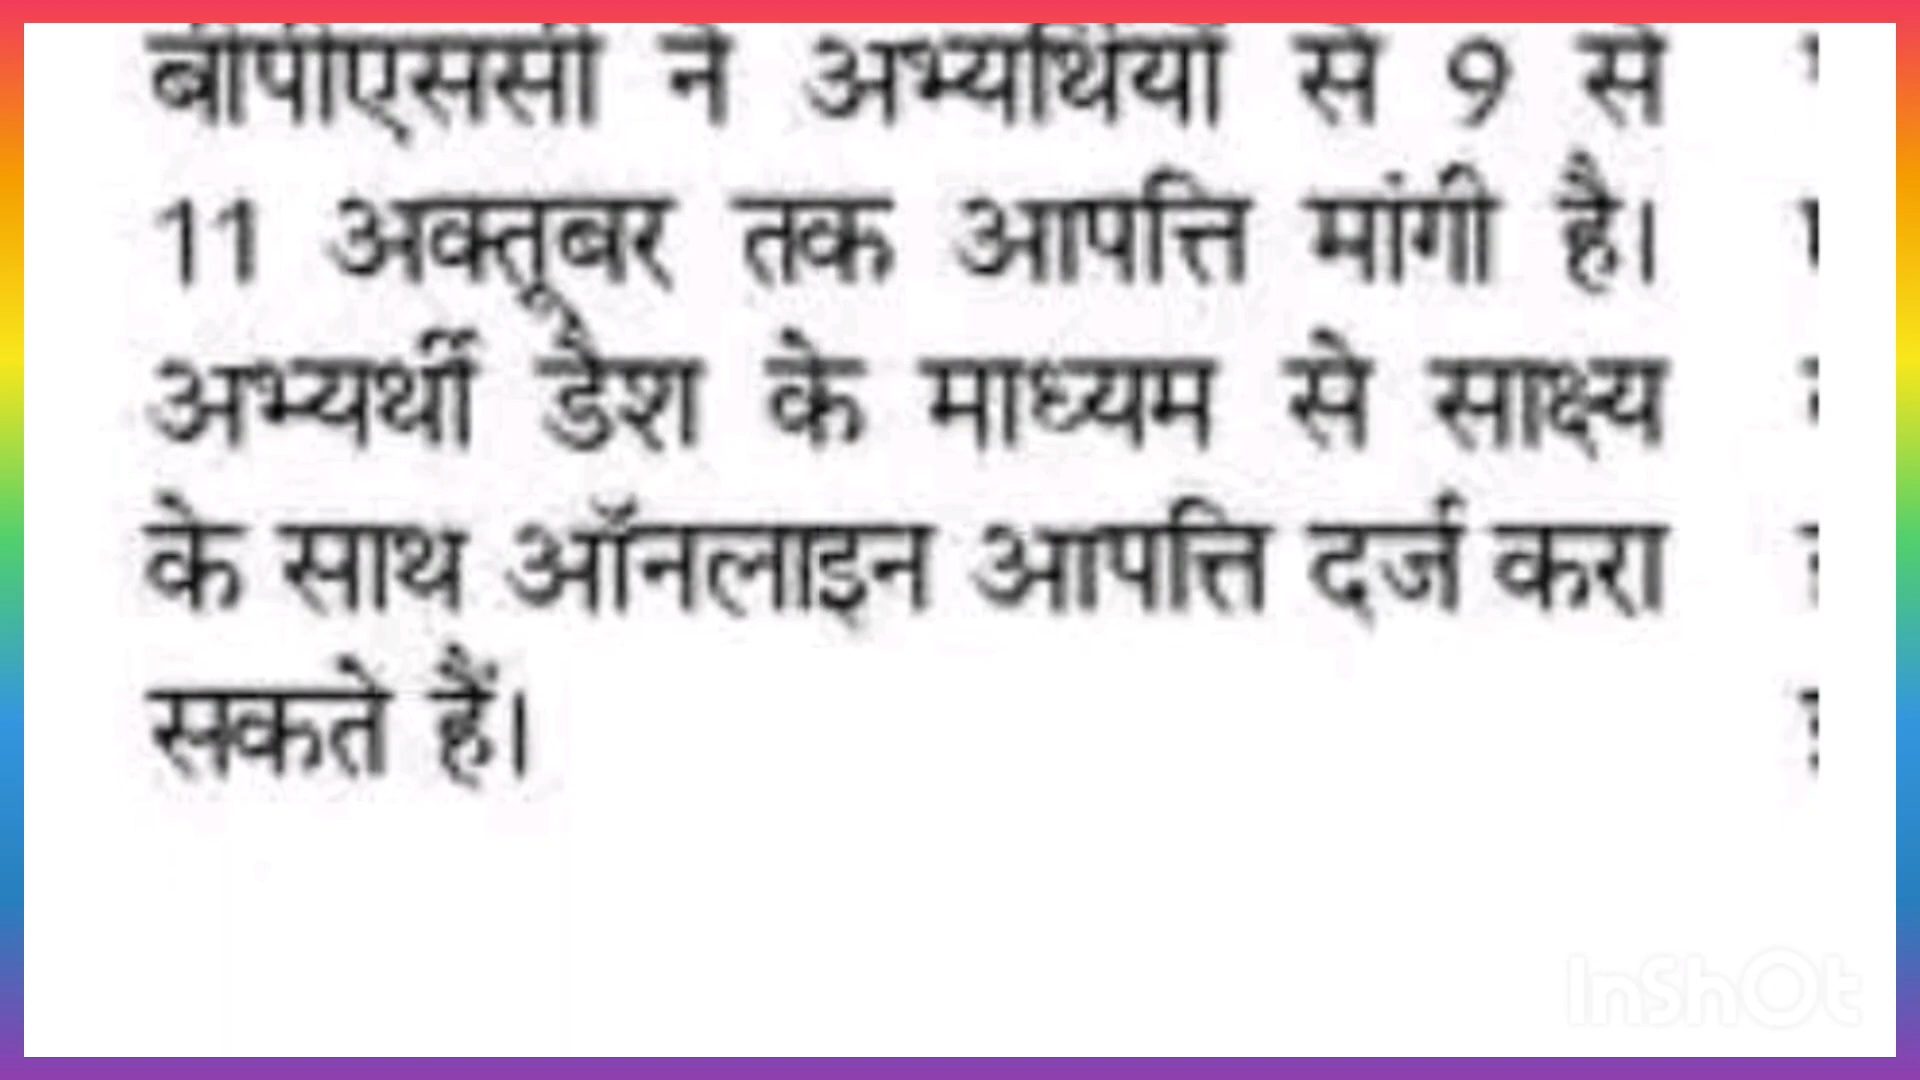 बीपीएससी ने अभ्यर्थियों से 9 से
11 अक्तूबर तक आपत्ति मांगी है।
अभ्यर्थी डैश के माध्यम से साक्ष्य
के साथ ऑनलाइन आपत्ति दर्ज करा
सकते हैं।
InShOt